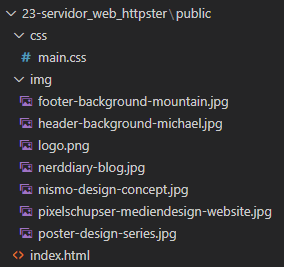 23-servidor_web_httpster\public
css
# main.css
img
footer-background-mountain.jpg
header-background-michael.jpg
logo.png
nerddiary-blog.jpg
nismo-design-concept.jpg
pixelschupser-mediendesign-website.jpg
poster-design-series.jpg
<> index.html